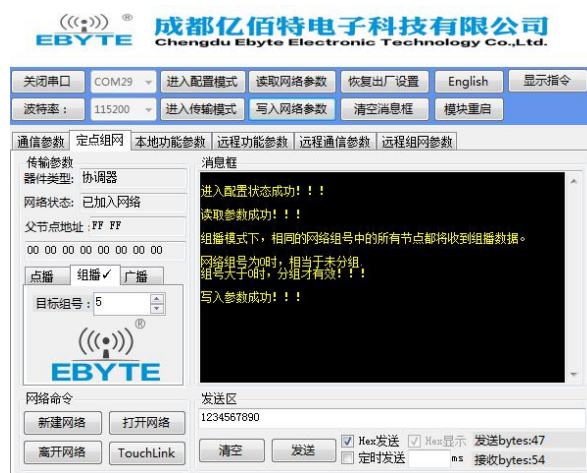 EBYTE ®
成都亿佰特电子科技有限公司
Chengdu Ebyte Electronic Technology Co.,Ltd.
关闭串口 COM29 进入配置模式 读取网络参数 恢复出厂设置 English 显示指令
波特率： 115200 进入传输模式 写入网络参数 清空消息框 模块重启
通信参数 定点组网 本地功能参数 远程功能参数 远程通信参数 远程组网参数
传输参数
器件类型: 协调器
网络状态: 已加入网络
父节点地址: FF FF
00 00 00 00 00 00 00 00
点播 组播✓ 广播
目标组号: 5
®
EBYTE
消息框
进入配置状态成功！！！
读取参数成功！！！
组播模式下，相同的网络组号中的所有节点都将收到组播数据。
网络组号为0时，相当于未分组.
组号大于0时，分组才有效！！！
写入参数成功！！！
网络命令
新建网络 打开网络
离开网络 TouchLink
发送区
1234567890
清空 发送 Hex发送 Hex显示 发送bytes:47
定时发送 ms 接收bytes:54